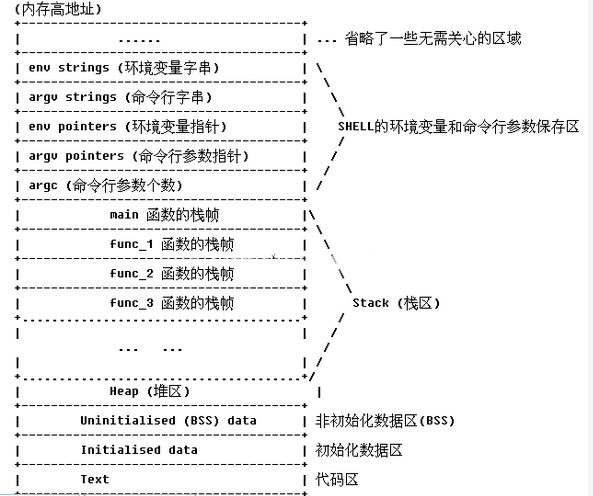 (内存高地址)
...... ... 省略了一些无需关心的区域
env strings (环境变量字串)
argv strings (命令行字串)
env pointers (环境变量指针) SHELL的环境变量和命令行参数保存区
argv pointers (命令行参数指针)
argc (命令行参数个数)
main 函数的栈帧
func_1 函数的栈帧
func_2 函数的栈帧
func_3 函数的栈帧 Stack (栈区)
... ...
Heap (堆区)
Uninitialised (BSS) data 非初始化数据区(BSS)
Initialised data 初始化数据区
Text 代码区